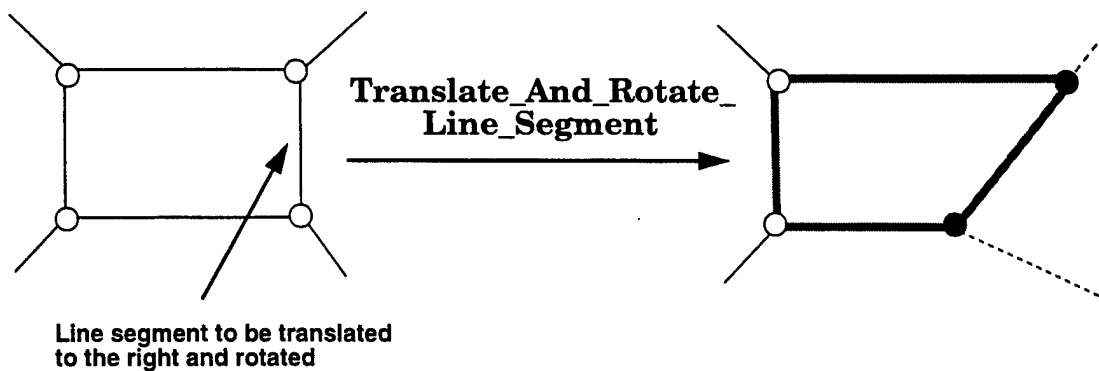 Translate_And_Rotate_
Line_Segment
Line segment to be translated
to the right and rotated